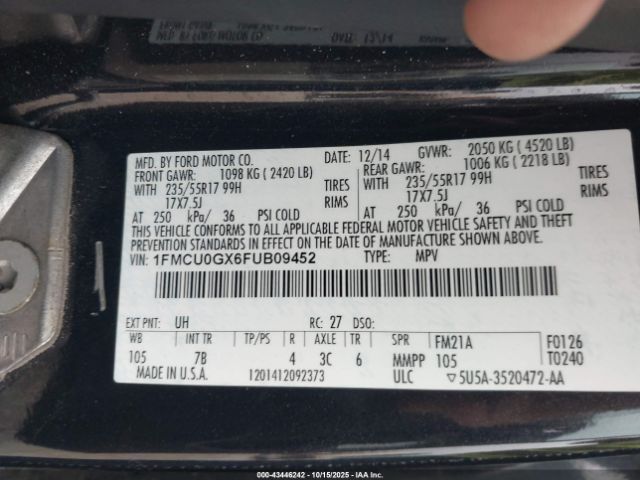 MFD. BY FORD MOTOR CO. DATE: 12/14 GVWR: 2050 KG ( 4520 LB)
FRONT GAWR: 1098 KG ( 2420 LB) REAR GAWR: 1006 KG ( 2218 LB)
WITH 235/55R17 99H TIRES WITH 235/55R17 99H TIRES
17X7.5J RIMS 17X7.5J RIMS
AT 250 kPa/ 36 PSI COLD AT 250 kPa/ 36 PSI COLD
THIS VEHICLE CONFORMS TO ALL APPLICABLE FEDERAL MOTOR VEHICLE SAFETY AND THEFT
PREVENTION STANDARDS IN EFFECT ON THE DATE OF MANUFACTURE SHOWN ABOVE.
VIN: 1FMCU0GX6FUB09452 TYPE: MPV
EXT PNT: UH RC: 27 DSO:
WB INT TR TP/PS R AXLE TR SPR FM21A F0126
105 7B 4 3C 6 MMPP 105 T0240
MADE IN U.S.A. 1201412092373 ULC 5U5A-3520472-AA
000-43446242 - 10/15/2025 - COPYRIGHT IAA, LLC.